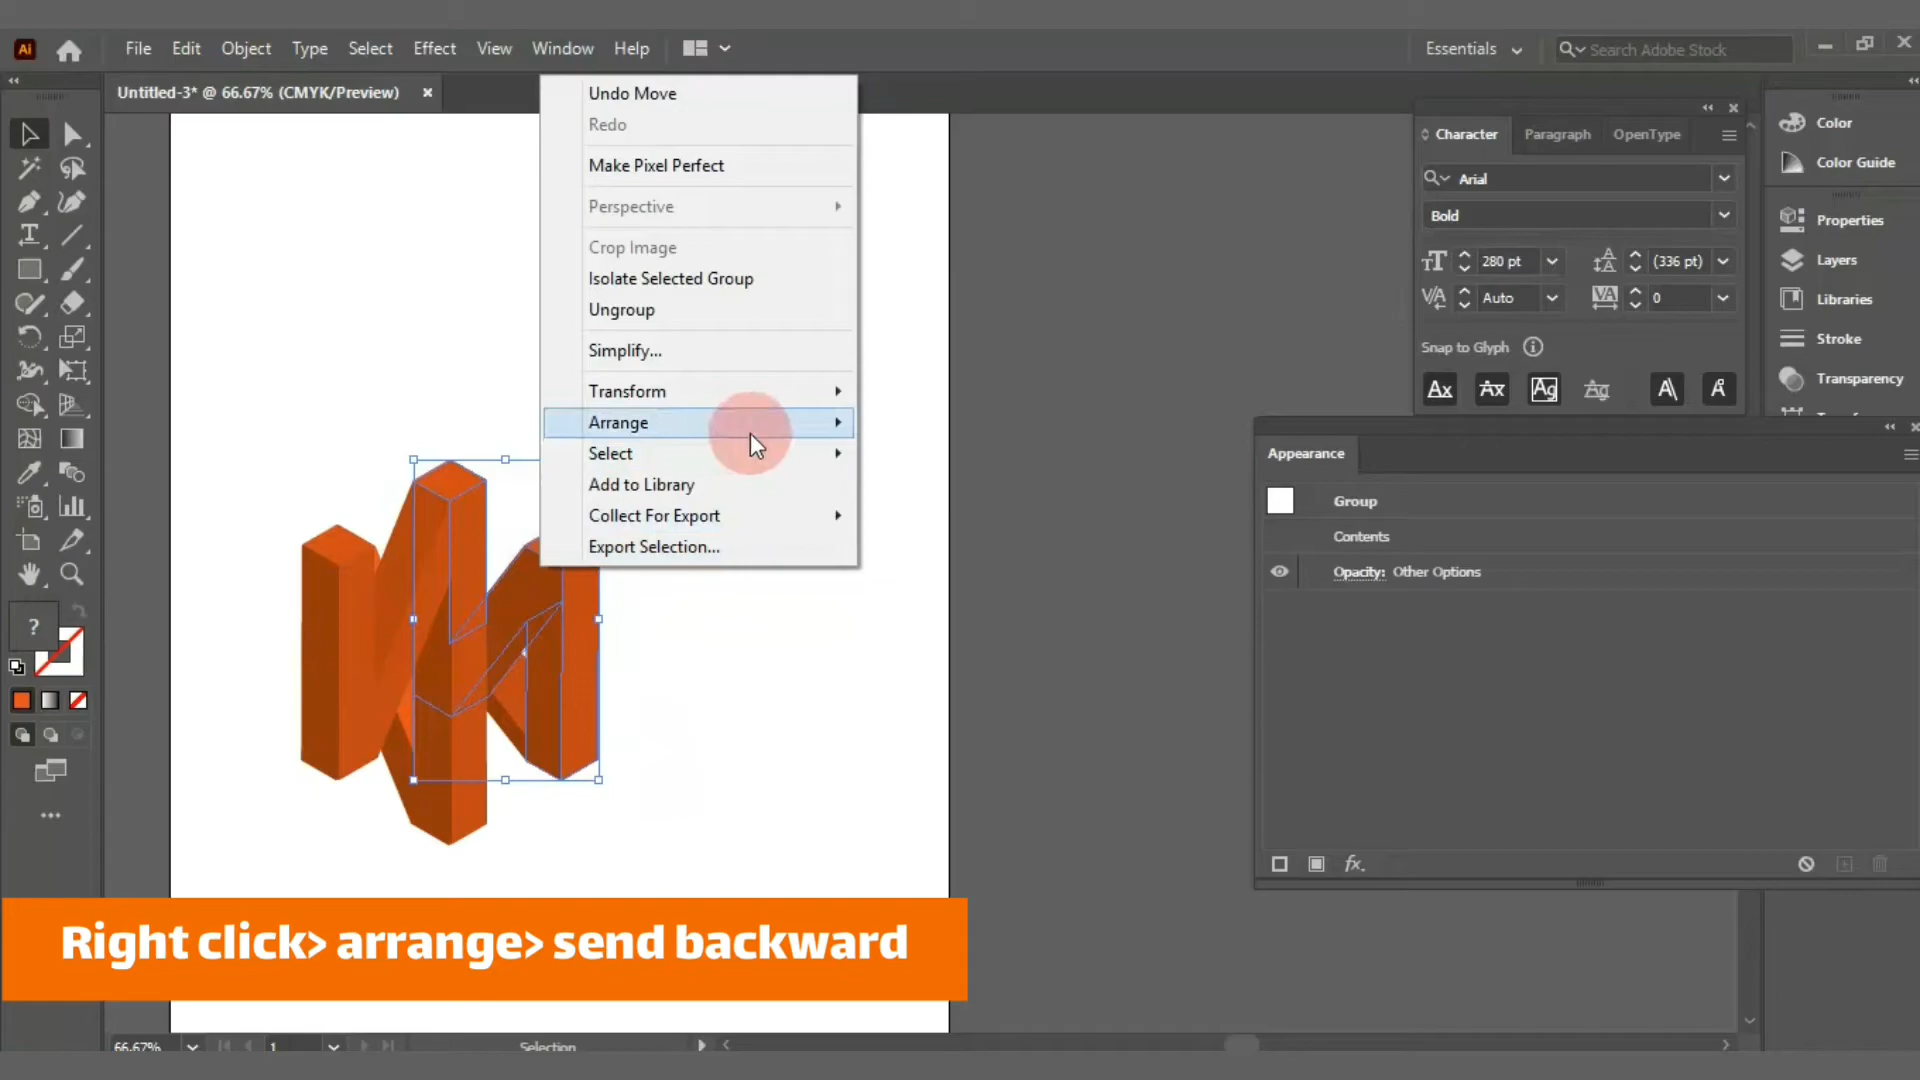 Ai
File Edit Object Type Select Effect View Window Help
Essentials
Search Adobe Stock
Untitled-3* @ 66.67% (CMYK/Preview) ×
Undo Move
Redo
Make Pixel Perfect
Perspective
Crop Image
Isolate Selected Group
Ungroup
Simplify...
Transform
Arrange
Select
Add to Library
Collect For Export
Export Selection...
Character Paragraph OpenType
Arial
Bold
280 pt
(336 pt)
Auto
0
Snap to Glyph
Color
Color Guide
Properties
Layers
Libraries
Stroke
Transparency
Appearance
Group
Contents
Opacity: Other Options
fx.
?
Right click> arrange> send backward
66.67%
1
Selection